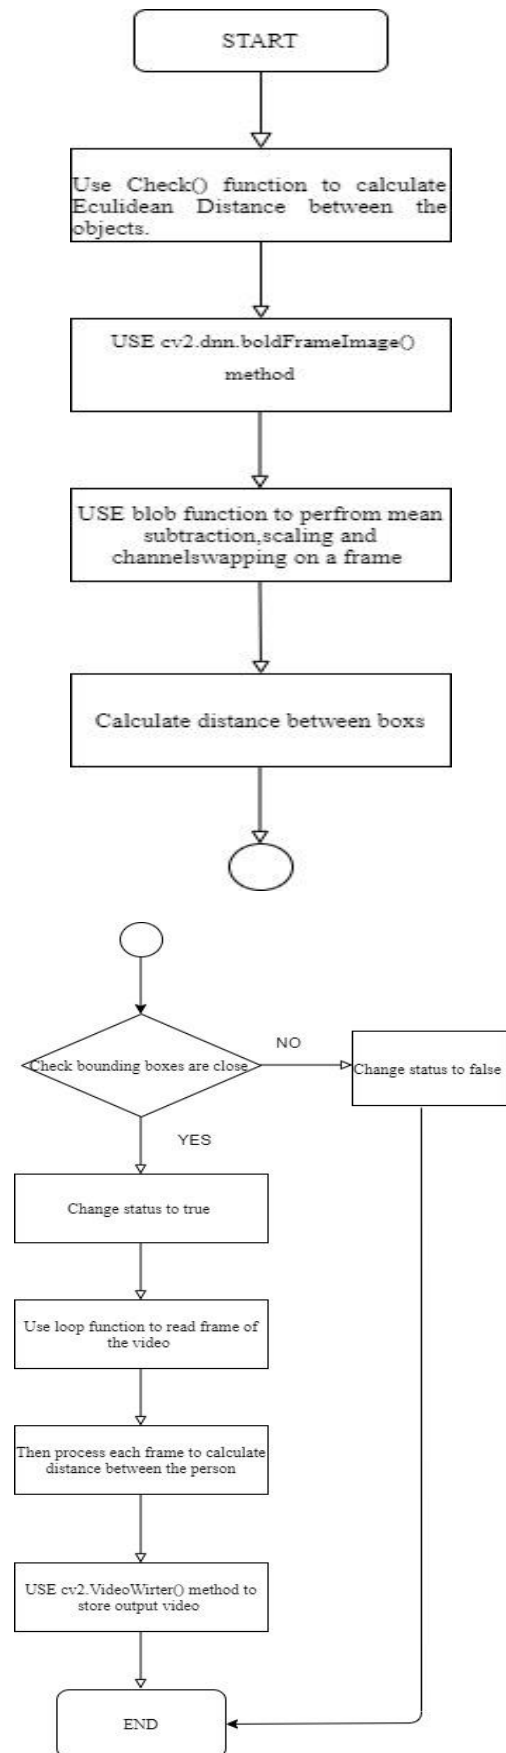 START
Use Check() function to calculate
Eculidean Distance between the
objects.
USE cv2.dnn.boldFrameImage()
method
USE blob function to perfrom mean
subtraction,scaling and
channelswapping on a frame
Calculate distance between boxs
Check bounding boxes are close
NO
Change status to false
YES
Change status to true
Use loop function to read frame of
the video
Then process each frame to calculate
distance between the person
USE cv2.VideoWirter() method to
store output video
END